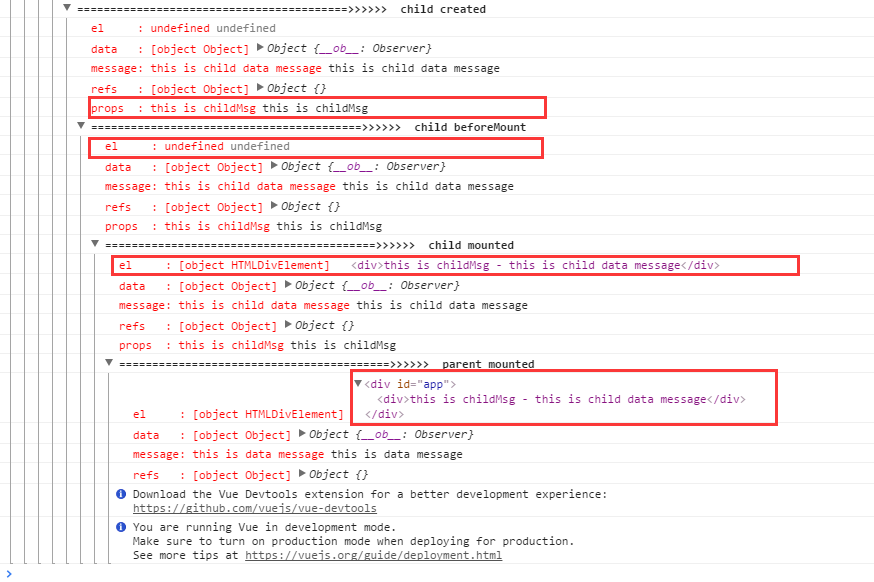 ▼ =========================================>>>>>>  child created
el     : undefined undefined
data   : [object Object] ▶Object {__ob__: Observer}
message: this is child data message this is child data message
refs   : [object Object] ▶Object {}
props  : this is childMsg this is childMsg
▼ =========================================>>>>>>  child beforeMount
el     : undefined undefined
data   : [object Object] ▶Object {__ob__: Observer}
message: this is child data message this is child data message
refs   : [object Object] ▶Object {}
props  : this is childMsg this is childMsg
▼ =========================================>>>>>>  child mounted
el     : [object HTMLDivElement]   <div>this is childMsg - this is child data message</div>
data   : [object Object] ▶Object {__ob__: Observer}
message: this is child data message this is child data message
refs   : [object Object] ▶Object {}
props  : this is childMsg this is childMsg
▼ =========================================>>>>>>  parent mounted
▼<div id="app">
<div>this is childMsg - this is child data message</div>
el     : [object HTMLDivElement]   </div>
data   : [object Object] ▶Object {__ob__: Observer}
message: this is data message this is data message
refs   : [object Object] ▶Object {}
Download the Vue Devtools extension for a better development experience:
https://github.com/vuejs/vue-devtools
You are running Vue in development mode.
Make sure to turn on production mode when deploying for production.
See more tips at https://vuejs.org/guide/deployment.html